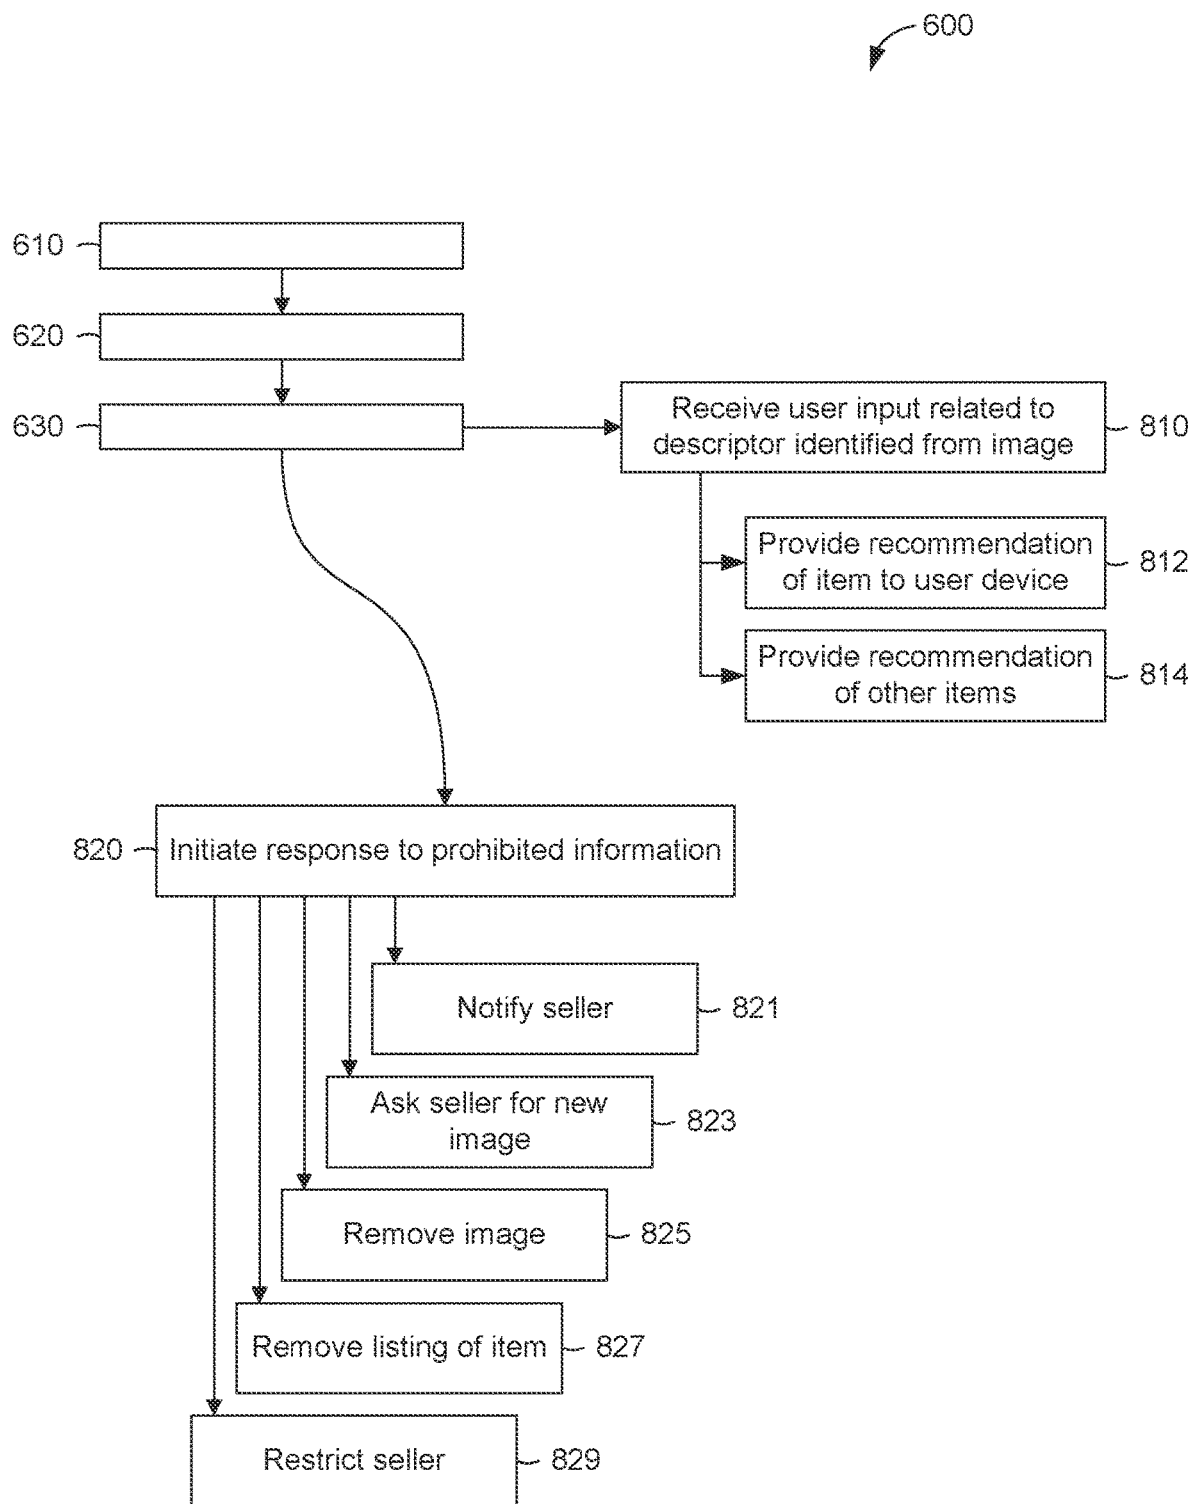 600
610
620
630
Receive user input related to
descriptor identified from image
810
Provide recommendation
of item to user device
812
Provide recommendation
of other items
814
820
Initiate response to prohibited information
Notify seller
821
Ask seller for new
image
823
Remove image
825
Remove listing of item
827
Restrict seller
829